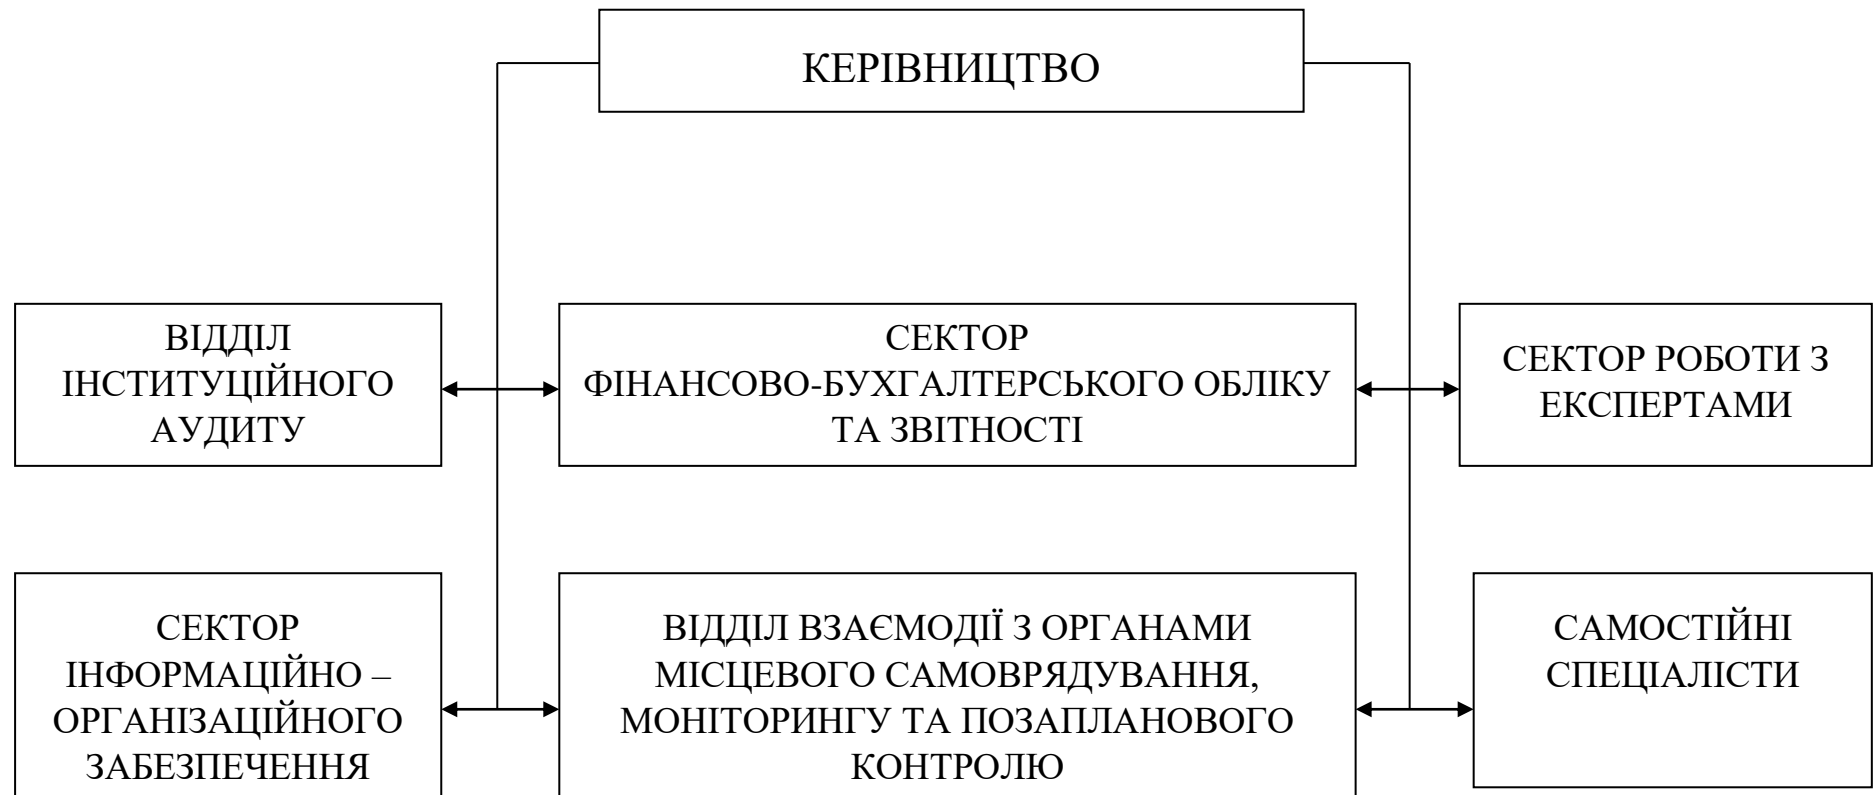 КЕРІВНИЦТВО
ВІДДІЛ
ІНСТИТУЦІЙНОГО
АУДИТУ
СЕКТОР
ФІНАНСОВО-БУХГАЛТЕРСЬКОГО ОБЛІКУ
ТА ЗВІТНОСТІ
СЕКТОР РОБОТИ З
ЕКСПЕРТАМИ
СЕКТОР
ІНФОРМАЦІЙНО –
ОРГАНІЗАЦІЙНОГО
ЗАБЕЗПЕЧЕННЯ
ВІДДІЛ ВЗАЄМОДІЇ З ОРГАНАМИ
МІСЦЕВОГО САМОВРЯДУВАННЯ,
МОНІТОРИНГУ ТА ПОЗАПЛАНОВОГО
КОНТРОЛЮ
САМОСТІЙНІ
СПЕЦІАЛІСТИ